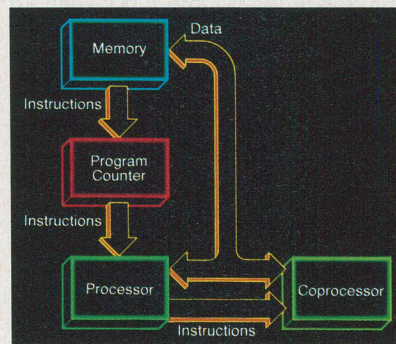 Data
Memory
Instructions
Program
Counter
Instructions
Processor
Coprocessor
Instructions